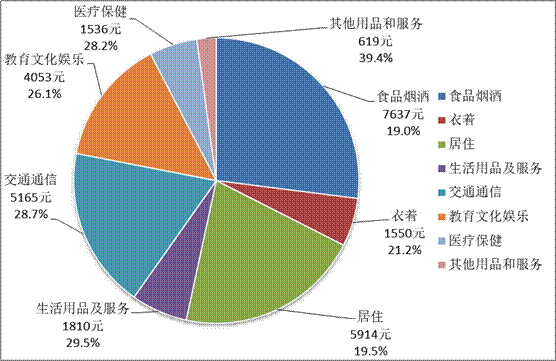 医疗保健
1536元
28.2%
其他用品和服务
619元
39.4%
教育文化娱乐
4053元
26.1%
食品烟酒
7637元
19.0%
交通通信
5165元
28.7%
衣着
1550元
21.2%
生活用品及服务
1810元
29.5%
居住
5914元
19.5%
食品烟酒
衣着
居住
生活用品及服务
交通通信
教育文化娱乐
医疗保健
其他用品和服务